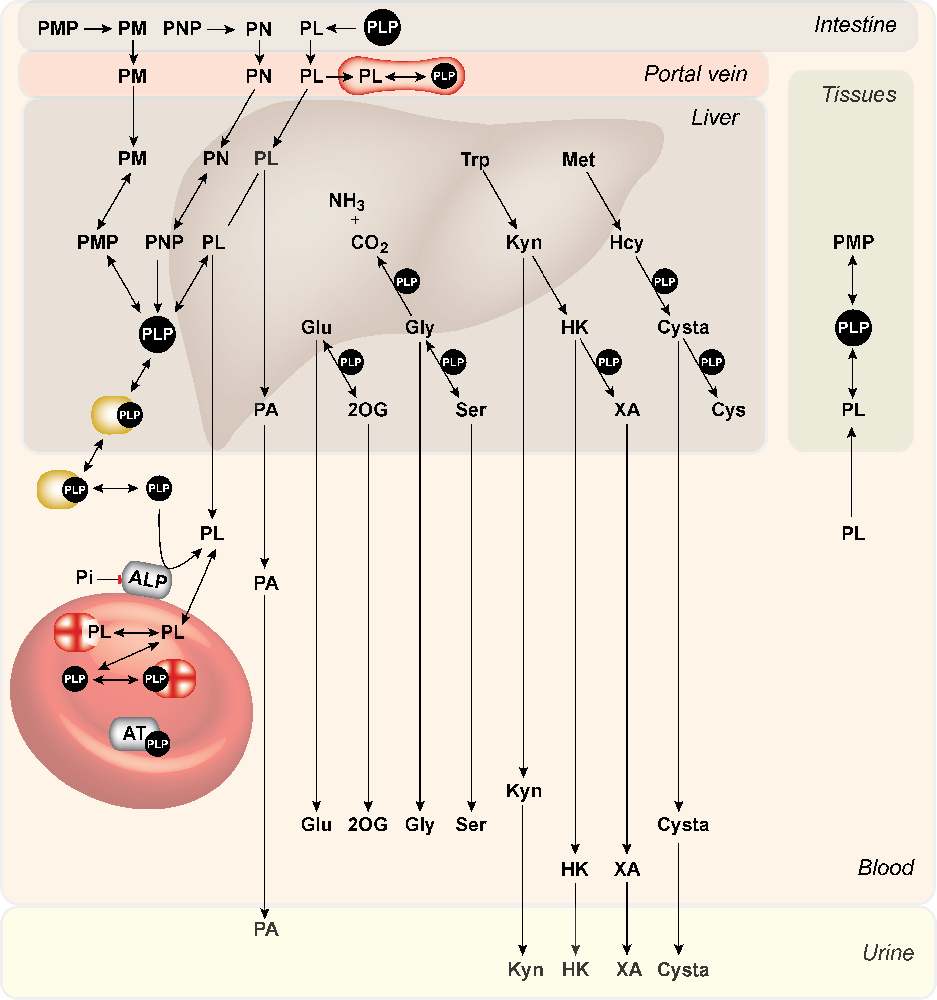 PMP PM PNP PN PL PLP Intestine
PM PN PL PL PLP Portal vein
Tissues
Liver
PM PN PL Trp Met
NH3
+
PMP PNP PL CO2 Kyn Hcy PMP
PLP PLP
PLP Glu Gly HK Cysta PLP
PLP PLP PLP PLP
PLP PA 2OG Ser XA Cys PL
PLP PLP
PL PL
Pi ALP PA
PL PL
PLP PLP
AT PLP
Kyn
Glu 2OG Gly Ser Cysta
HK XA Blood
PA
Urine
Kyn HK XA Cysta